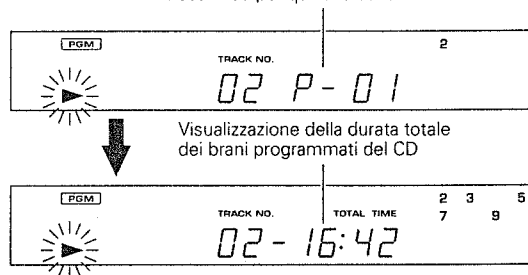 PGM
2
TRACK NO.
02 P-01
Visualizzazione della durata totale
dei brani programmati del CD
PGM
2 3 5
TRACK NO. TOTAL TIME 7 9
02-16:42